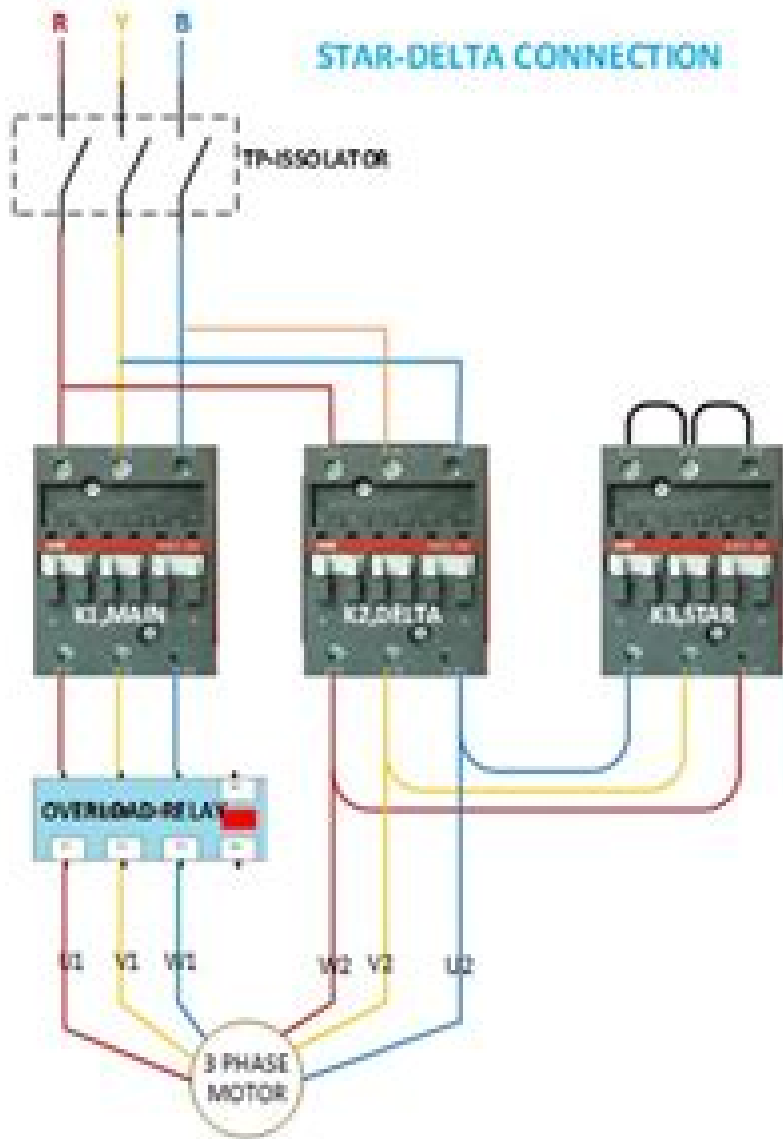 R Y B
STAR-DELTA CONNECTION
TP-ISSOLATOR
K1,MAIN
K2,DELTA
K3,STAR
OVERLOAD-RELAY
U1 V1 W1 W2 V2 U2
3 PHASE
MOTOR